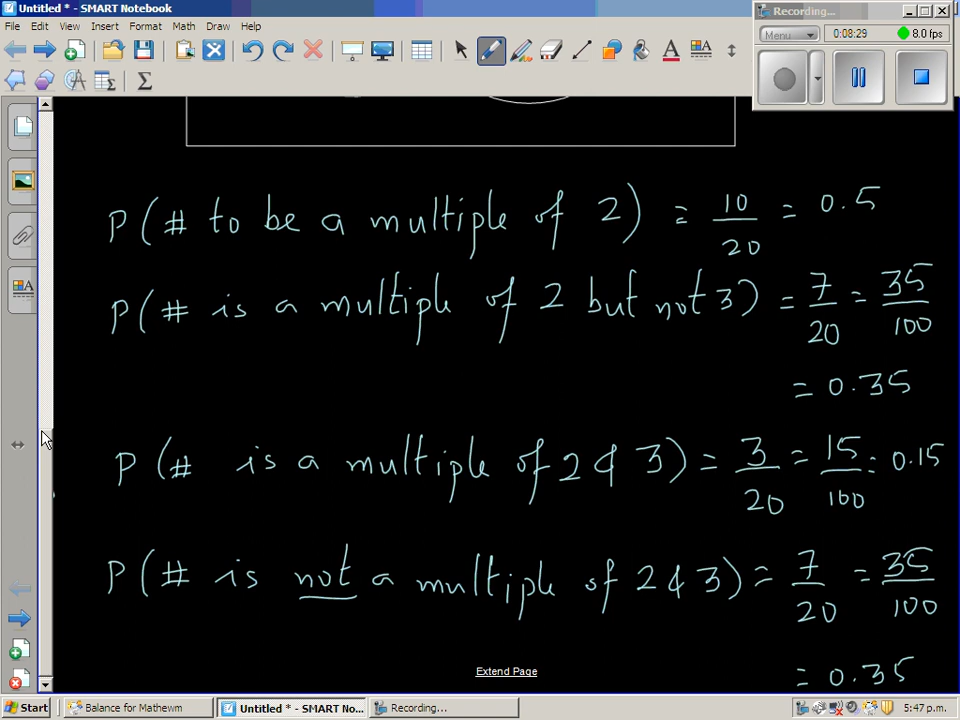 Untitled * - SMART Notebook
File Edit View Insert Format Math Draw Help
Recording...
Menu 0:08:29 8.0 fps
P (# to be a multiple of 2) = 10/20 = 0.5
P (# is a multiple of 2 but not 3) = 7/20 = 35/100
= 0.35
P (# is a multiple of 2 & 3) = 3/20 = 15/100 = 0.15
P (# is not a multiple of 2 & 3) = 7/20 = 35/100
= 0.35
Extend Page
Start Balance for Mathewm Untitled * - SMART No... Recording... 5:47 p.m.